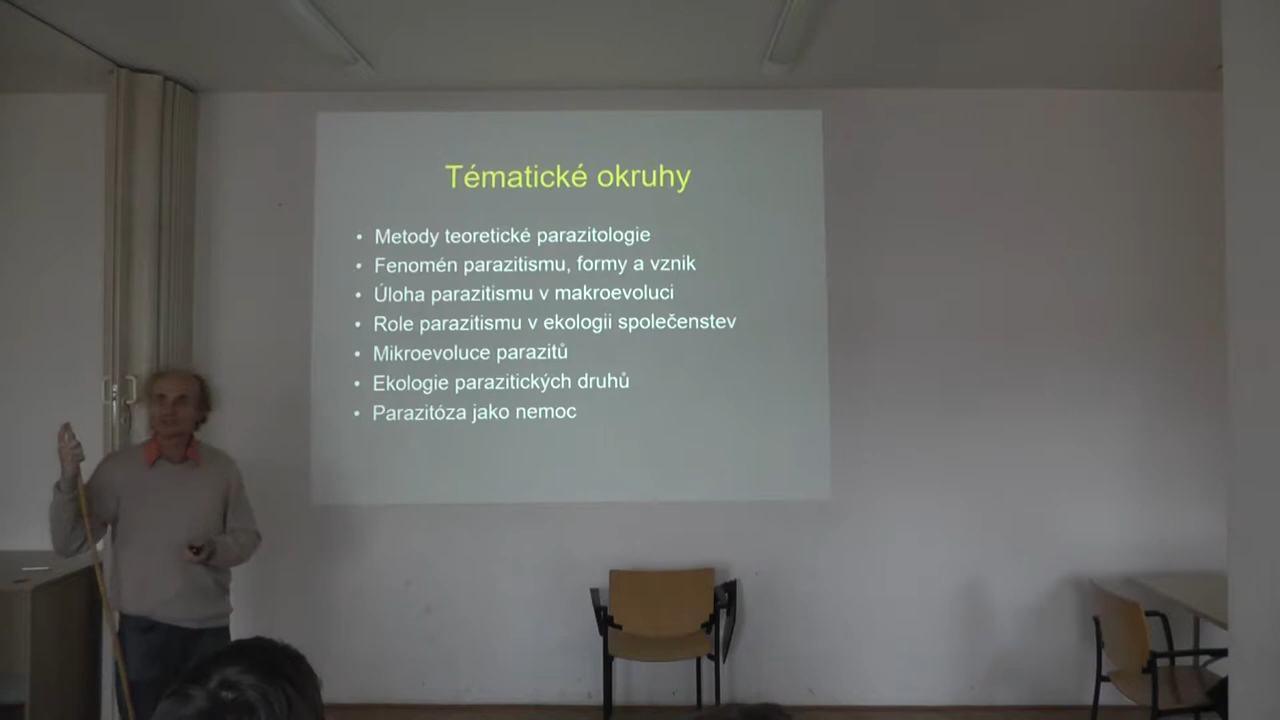 Tématické okruhy
• Metody teoretické parazitologie
• Fenomén parazitismu, formy a vznik
• Úloha parazitismu v makroevoluci
• Role parazitismu v ekologii společenstev
• Mikroevoluce parazitů
• Ekologie parazitických druhů
• Parazitóza jako nemoc